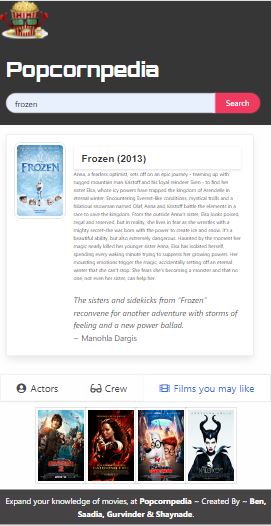 Popcornpedia
frozen
Search
FROZEN
Frozen (2013)
Anna, a fearless optimist, sets off on an epic journey - teaming up with
rugged mountain man Kristoff and his loyal reindeer Sven - to find her
sister Elsa, whose icy powers have trapped the kingdom of Arendelle in
eternal winter. Encountering Everest-like conditions, mystical trolls and a
hilarious snowman named Olaf, Anna and Kristoff battle the elements in a
race to save the kingdom. From the outside Anna's sister, Elsa looks poised,
regal and reserved, but in reality, she lives in fear as she wrestles with a
mighty secret-she was born with the power to create ice and snow. It's a
beautiful ability, but also extremely dangerous. Haunted by the moment her
magic nearly killed her younger sister Anna, Elsa has isolated herself,
spending every waking minute trying to suppress her growing powers. Her
mounting emotions trigger the magic, accidentally setting off an eternal
winter that she can't stop. She fears she's becoming a monster and that no
one, not even her sister, can help her.
The sisters and sidekicks from "Frozen"
reconvene for another adventure with storms of
feeling and a new power ballad.
~ Manohla Dargis
Actors
Crew
Films you may like
Expand your knowledge of movies, at Popcornpedia ~ Created By ~ Ben,
Saadia, Gurvinder & Shaynade.